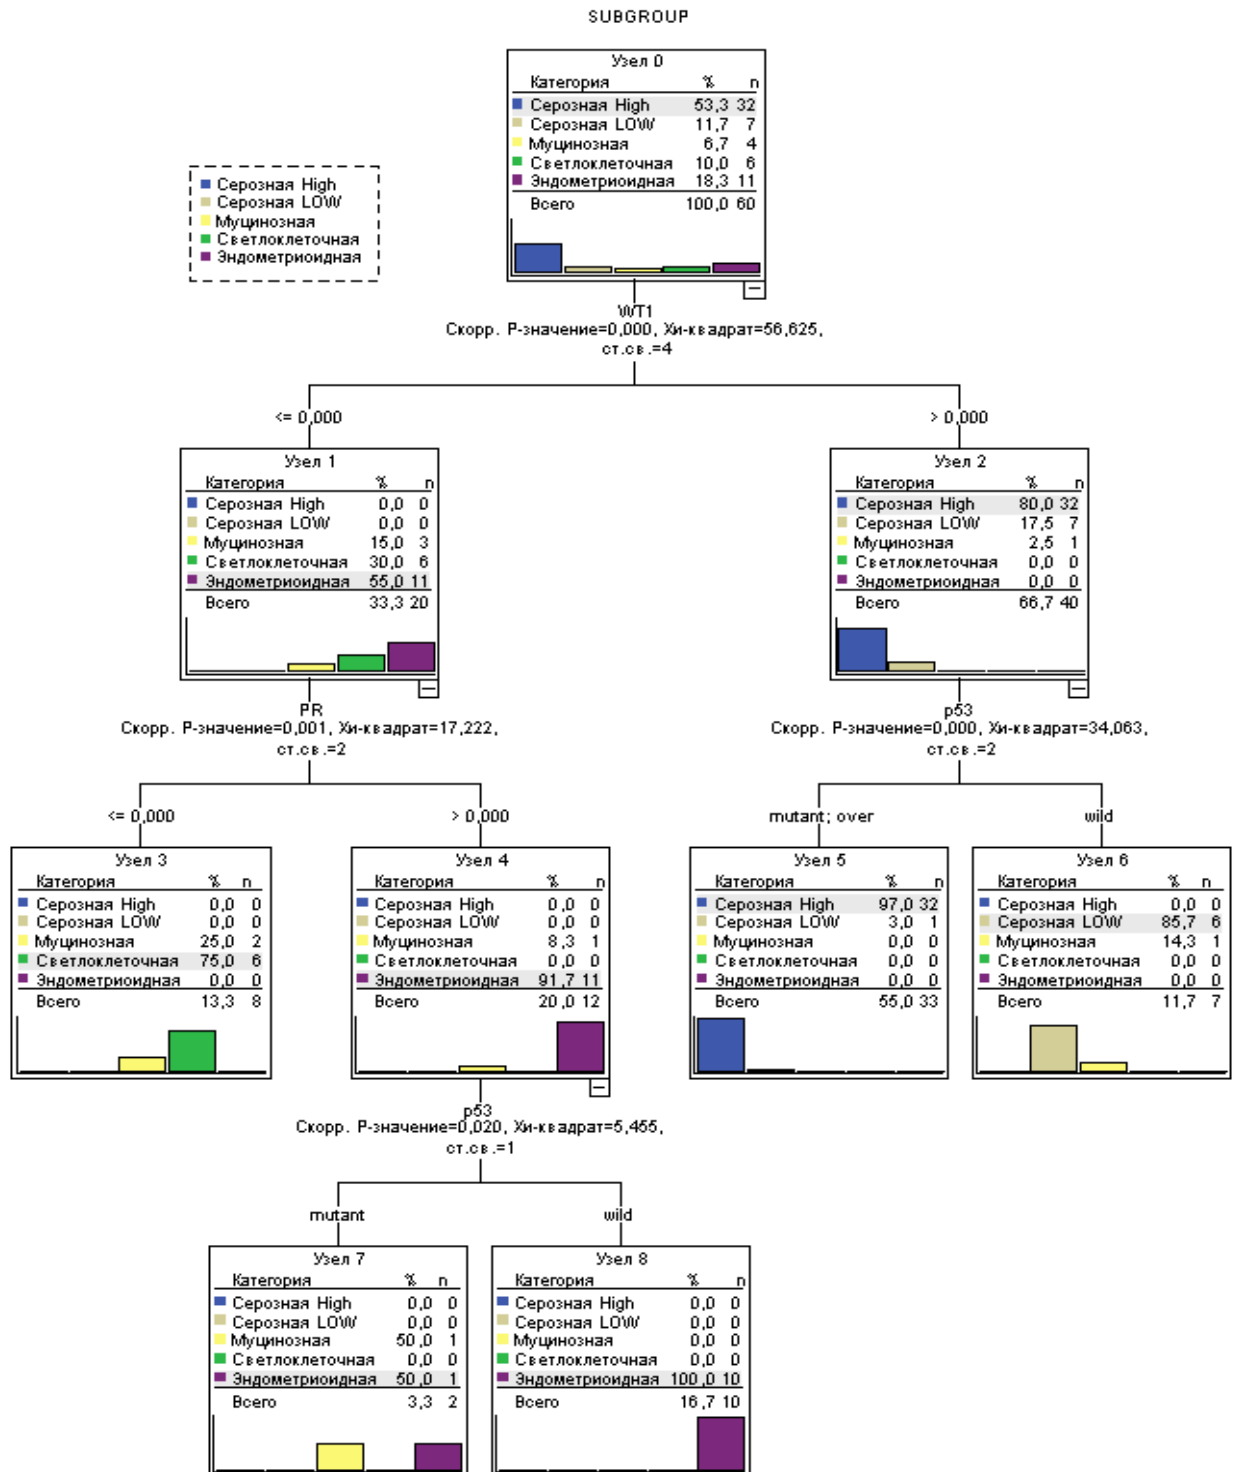 SUBGROUP
Узел 0
Категория % n
Серозная High 53,3 32
Серозная LOW 11,7 7
Муцинозная 6,7 4
Светлоклеточная 10,0 6
Эндометриоидная 18,3 11
Всего 100,0 60
Серозная High
Серозная LOW
Муцинозная
Светлоклеточная
Эндометриоидная
WT1
Скорр. P-значение=0,000, Хи-квадрат=56,625,
ст.св.=4
<= 0,000
> 0,000
Узел 1
Категория % n
Серозная High 0,0 0
Серозная LOW 0,0 0
Муцинозная 15,0 3
Светлоклеточная 30,0 6
Эндометриоидная 55,0 11
Всего 33,3 20
Узел 2
Категория % n
Серозная High 80,0 32
Серозная LOW 17,5 7
Муцинозная 2,5 1
Светлоклеточная 0,0 0
Эндометриоидная 0,0 0
Всего 66,7 40
PR
Скорр. P-значение=0,001, Хи-квадрат=17,222,
ст.св.=2
p53
Скорр. P-значение=0,000, Хи-квадрат=34,063,
ст.св.=2
<= 0,000
> 0,000
mutant; over
wild
Узел 3
Категория % n
Серозная High 0,0 0
Серозная LOW 0,0 0
Муцинозная 25,0 2
Светлоклеточная 75,0 6
Эндометриоидная 0,0 0
Всего 13,3 8
Узел 4
Категория % n
Серозная High 0,0 0
Серозная LOW 0,0 0
Муцинозная 8,3 1
Светлоклеточная 0,0 0
Эндометриоидная 91,7 11
Всего 20,0 12
Узел 5
Категория % n
Серозная High 97,0 32
Серозная LOW 3,0 1
Муцинозная 0,0 0
Светлоклеточная 0,0 0
Эндометриоидная 0,0 0
Всего 55,0 33
Узел 6
Категория % n
Серозная High 0,0 0
Серозная LOW 85,7 6
Муцинозная 14,3 1
Светлоклеточная 0,0 0
Эндометриоидная 0,0 0
Всего 11,7 7
p53
Скорр. P-значение=0,020, Хи-квадрат=5,455,
ст.св.=1
mutant
wild
Узел 7
Категория % n
Серозная High 0,0 0
Серозная LOW 0,0 0
Муцинозная 50,0 1
Светлоклеточная 0,0 0
Эндометриоидная 50,0 1
Всего 3,3 2
Узел 8
Категория % n
Серозная High 0,0 0
Серозная LOW 0,0 0
Муцинозная 0,0 0
Светлоклеточная 0,0 0
Эндометриоидная 100,0 10
Всего 16,7 10